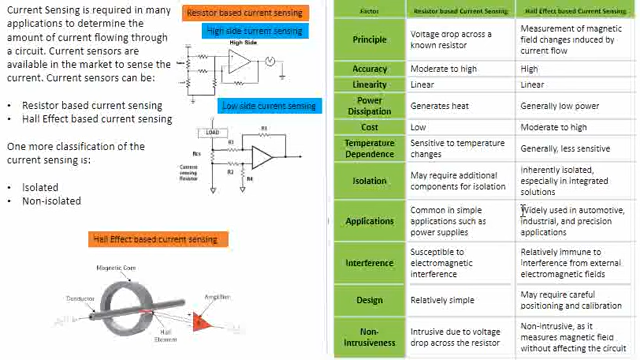 Current Sensing is required in many
applications to determine the
amount of current flowing through
a circuit. Current sensors are
available in the market to sense the
current. Current sensors can be:
• Resistor based current sensing
• Hall Effect based current sensing
One more classification of the
current sensing is:
• Isolated
• Non-isolated
Resistor based current sensing
High side current sensing
High Side
Low side current sensing
LOAD
R1
R2
R3
R4
Current
sensing
Resistor
Hall Effect based current sensing
Magnetic Core
Conductor
Amplifier
Hall
Element
Factor Resistor based Current Sensing Hall Effect based Current Sensing
Principle
Voltage drop across a
known resistor
Measurement of magnetic
field changes induced by
current flow
Accuracy Moderate to high High
Linearity Linear Linear
Power
Dissipation
Generates heat Generally low power
Cost Low Moderate to high
Temperature
Dependence
Sensitive to temperature
changes
Generally, less sensitive
Isolation
May require additional
components for isolation
Inherently isolated,
especially in integrated
solutions
Applications
Common in simple
applications such as
power supplies
Widely used in automotive,
industrial, and precision
applications
Interference
Susceptible to
electromagnetic
interference
Relatively immune to
interference from external
electromagnetic fields
Design Relatively simple
May require careful
positioning and calibration
Non-
Intrusiveness
Intrusive due to voltage
drop across the resistor
Non-intrusive, as it
measures magnetic field
without affecting the circuit